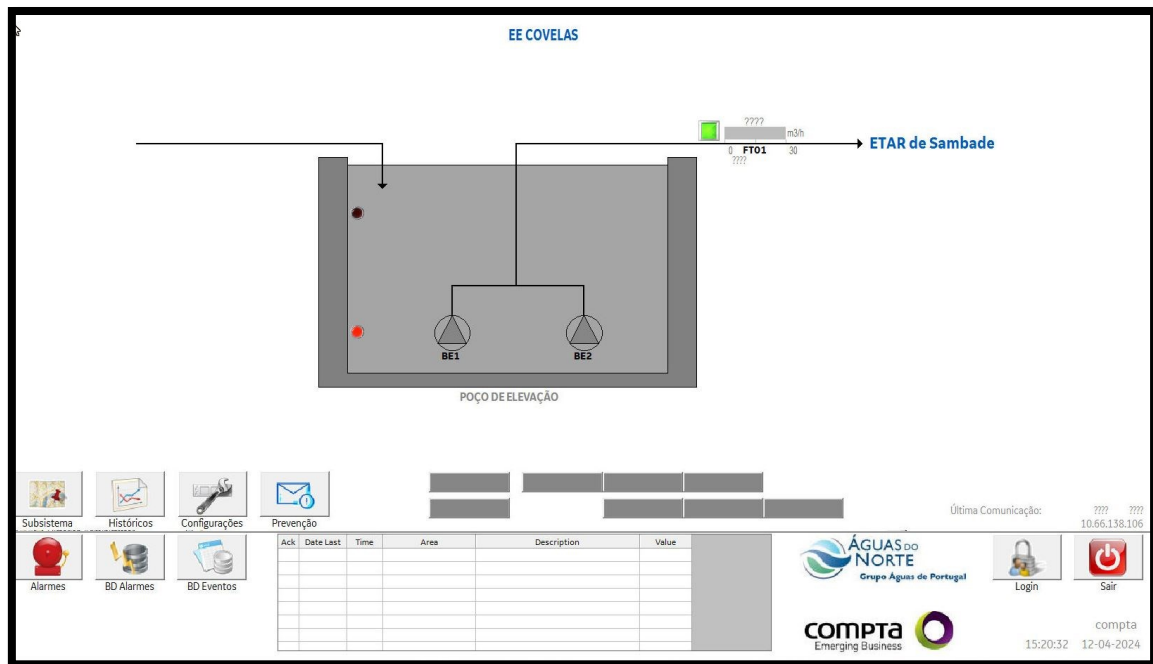 EE COVELAS
????
m3/h
0 FT01 30
????
ETAR de Sambade
BE1 BE2
POÇO DE ELEVAÇÃO
Subsistema Históricos Configurações Prevenção
Última Comunicação: ???? ????
10.66.138.106
Ack Date Last Time Area Description Value
Alarmes BD Alarmes BD Eventos
ÁGUAS DO
NORTE
Grupo Águas de Portugal
Login Sair
compta
Emerging Business
compta
15:20:32 12-04-2024